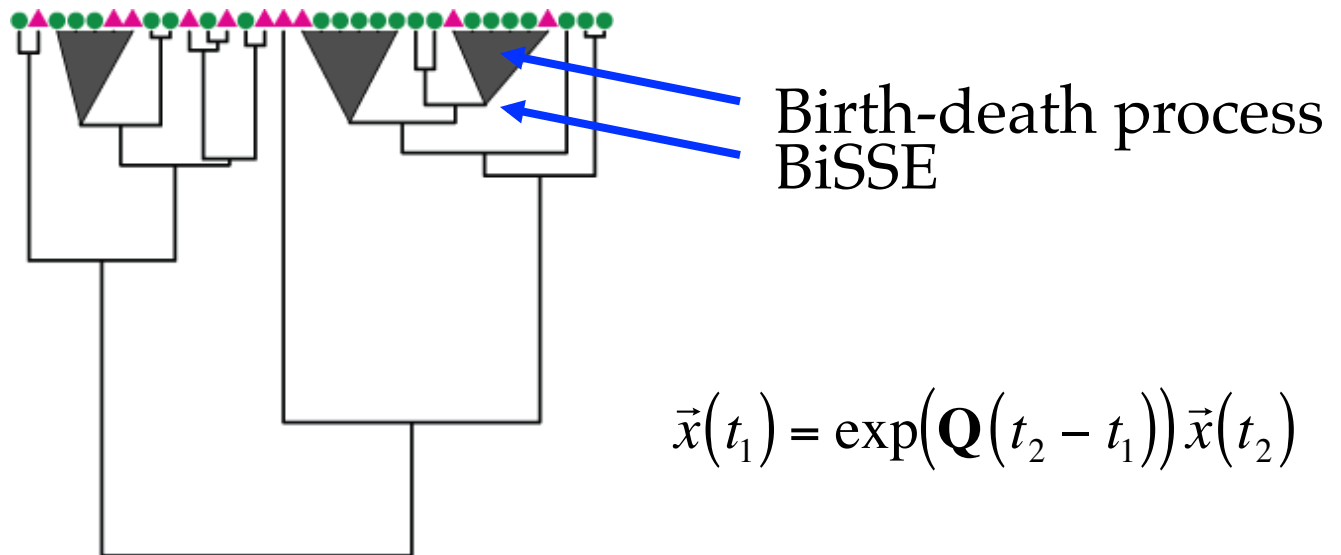 Birth-death process
BiSSE
x⃗(t₁) = exp(𝐐(t₂ − t₁))x⃗(t₂)